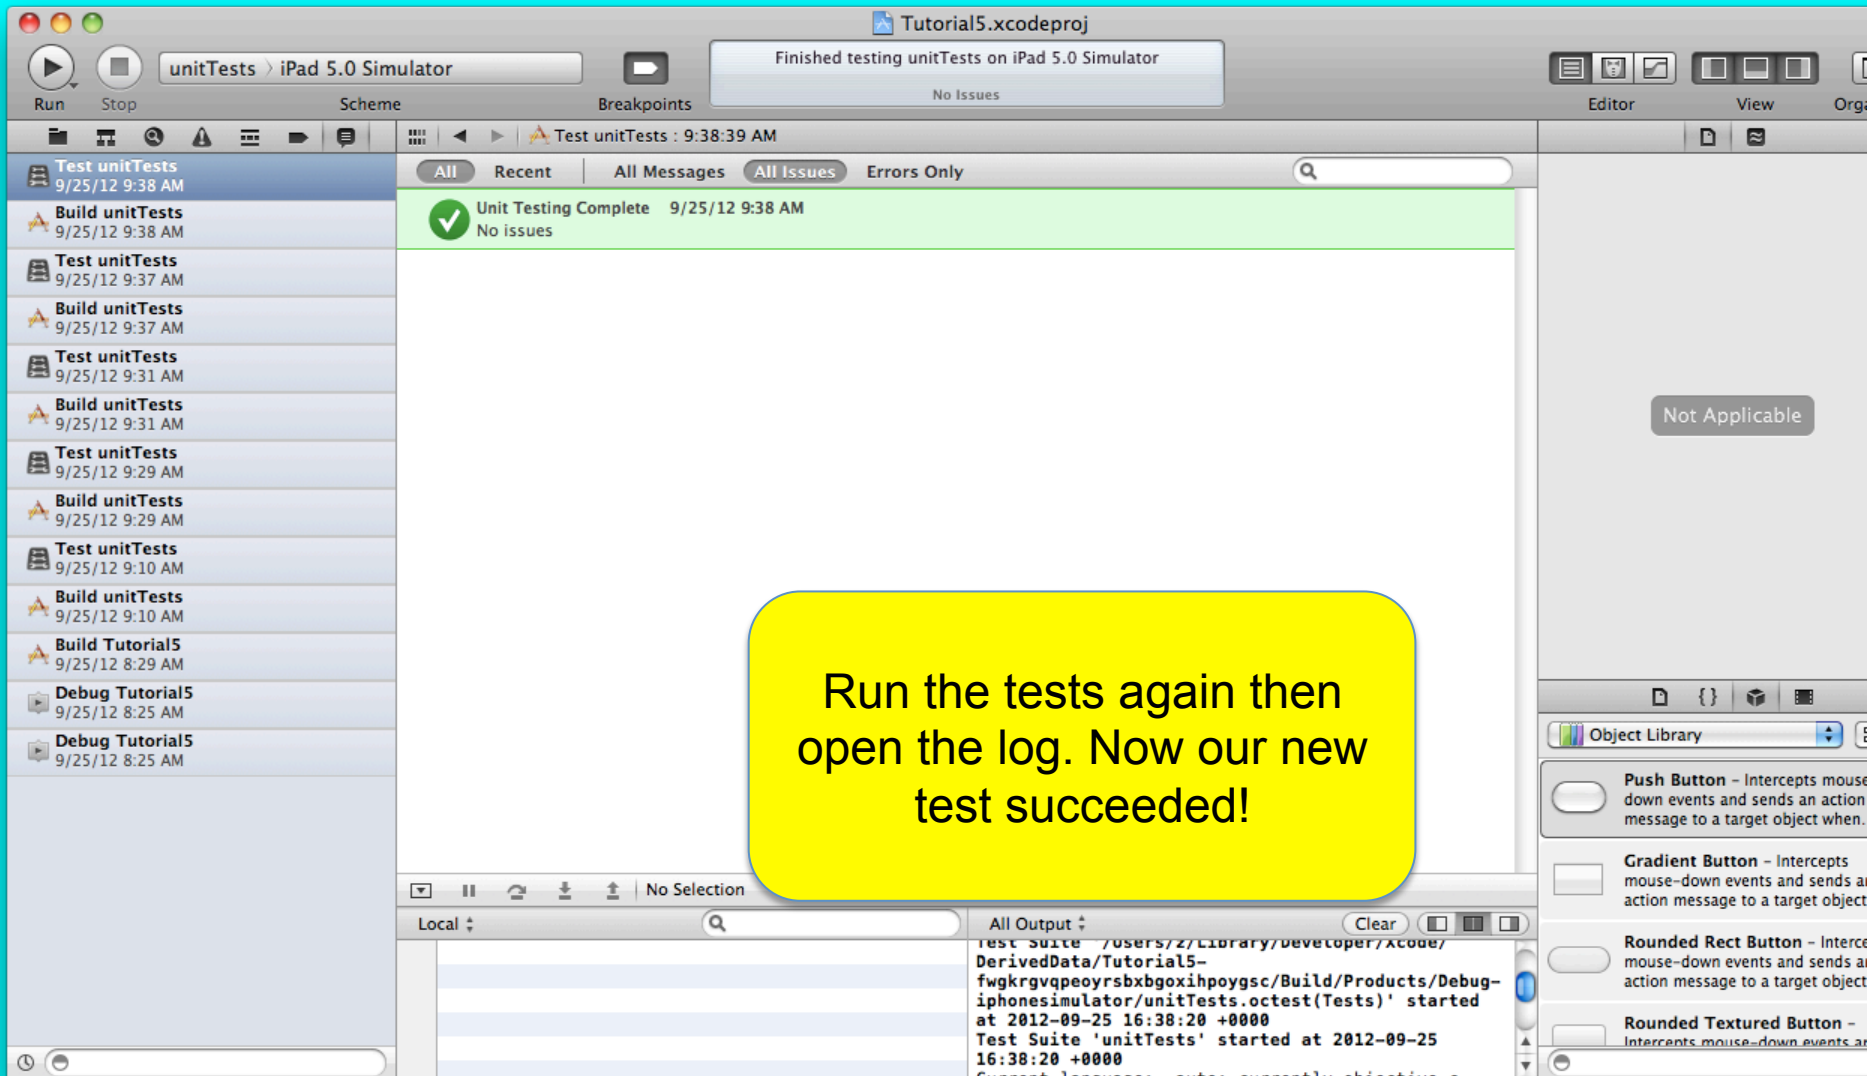 Tutorial5.xcodeproj
unitTests › iPad 5.0 Simulator
Finished testing unitTests on iPad 5.0 Simulator
No Issues
Run Stop Scheme Breakpoints Editor View
Test unitTests : 9:38:39 AM
All Recent All Messages All Issues Errors Only
Unit Testing Complete 9/25/12 9:38 AM
No issues
Test unitTests
9/25/12 9:38 AM
Build unitTests
9/25/12 9:38 AM
Test unitTests
9/25/12 9:37 AM
Build unitTests
9/25/12 9:37 AM
Test unitTests
9/25/12 9:31 AM
Build unitTests
9/25/12 9:31 AM
Test unitTests
9/25/12 9:29 AM
Build unitTests
9/25/12 9:29 AM
Test unitTests
9/25/12 9:10 AM
Build unitTests
9/25/12 9:10 AM
Build Tutorial5
9/25/12 8:29 AM
Debug Tutorial5
9/25/12 8:25 AM
Debug Tutorial5
9/25/12 8:25 AM
Run the tests again then
open the log. Now our new
test succeeded!
No Selection
Local
All Output Clear
Test Suite '/Users/2/Library/Developer/Xcode/
DerivedData/Tutorial5-
fwgkrgvqpeoyrsbxbgoxihpoygsc/Build/Products/Debug-
iphonesimulator/unitTests.octest(Tests)' started
at 2012-09-25 16:38:20 +0000
Test Suite 'unitTests' started at 2012-09-25
16:38:20 +0000
Not Applicable
{}
Object Library
Push Button – Intercepts mouse
down events and sends an action
message to a target object when.
Gradient Button – Intercepts
mouse-down events and sends
action message to a target object
Rounded Rect Button –
mouse-down events and sends
action message to a target object
Rounded Textured Button –
Intercepts mouse-down events